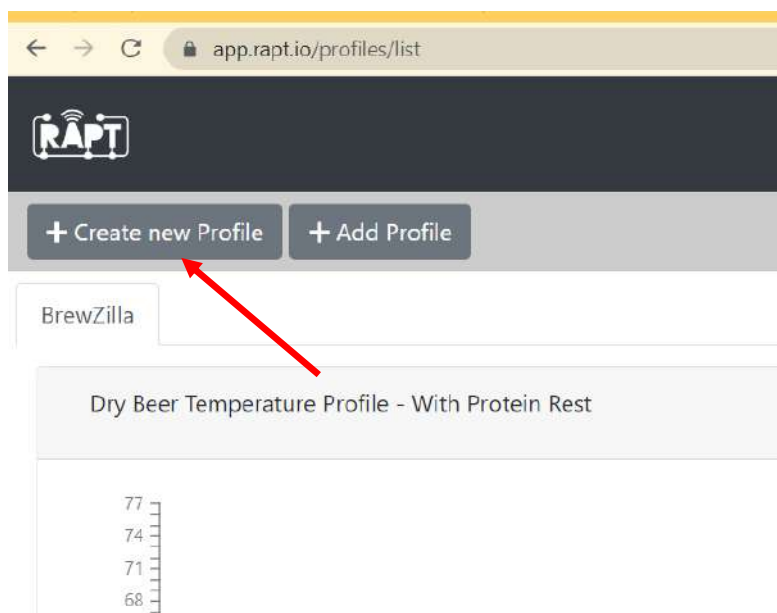 app.rapt.io/profiles/list
RAPT
+ Create new Profile + Add Profile
BrewZilla
Dry Beer Temperature Profile - With Protein Rest
77
74
71
68